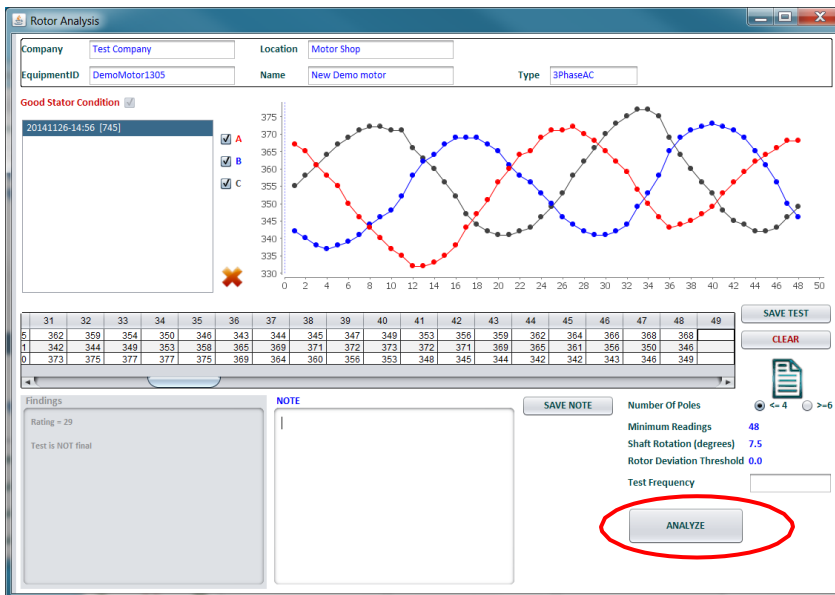 Rotor Analysis
Company Test Company Location Motor Shop
EquipmentID DemoMotor1305 Name New Demo motor Type 3PhaseAC
Good Stator Condition
20141126-14:56 [745]
A
B
C
375
370
365
360
355
350
345
340
335
330
0 2 4 6 8 10 12 14 16 18 20 22 24 26 28 30 32 34 36 38 40 42 44 46 48 50
31 32 33 34 35 36 37 38 39 40 41 42 43 44 45 46 47 48 49
5 362 359 354 350 346 343 344 345 347 349 353 356 359 362 364 366 368 368
1 342 344 349 353 358 365 369 371 372 373 372 371 369 365 361 356 350 346
0 373 375 377 377 375 369 364 360 356 353 348 345 344 342 342 343 346 349
SAVE TEST
CLEAR
Findings
Rating = 29
Test is NOT final
NOTE
SAVE NOTE
Number Of Poles <= 4 >=6
Minimum Readings 48
Shaft Rotation (degrees) 7.5
Rotor Deviation Threshold 0.0
Test Frequency
ANALYZE